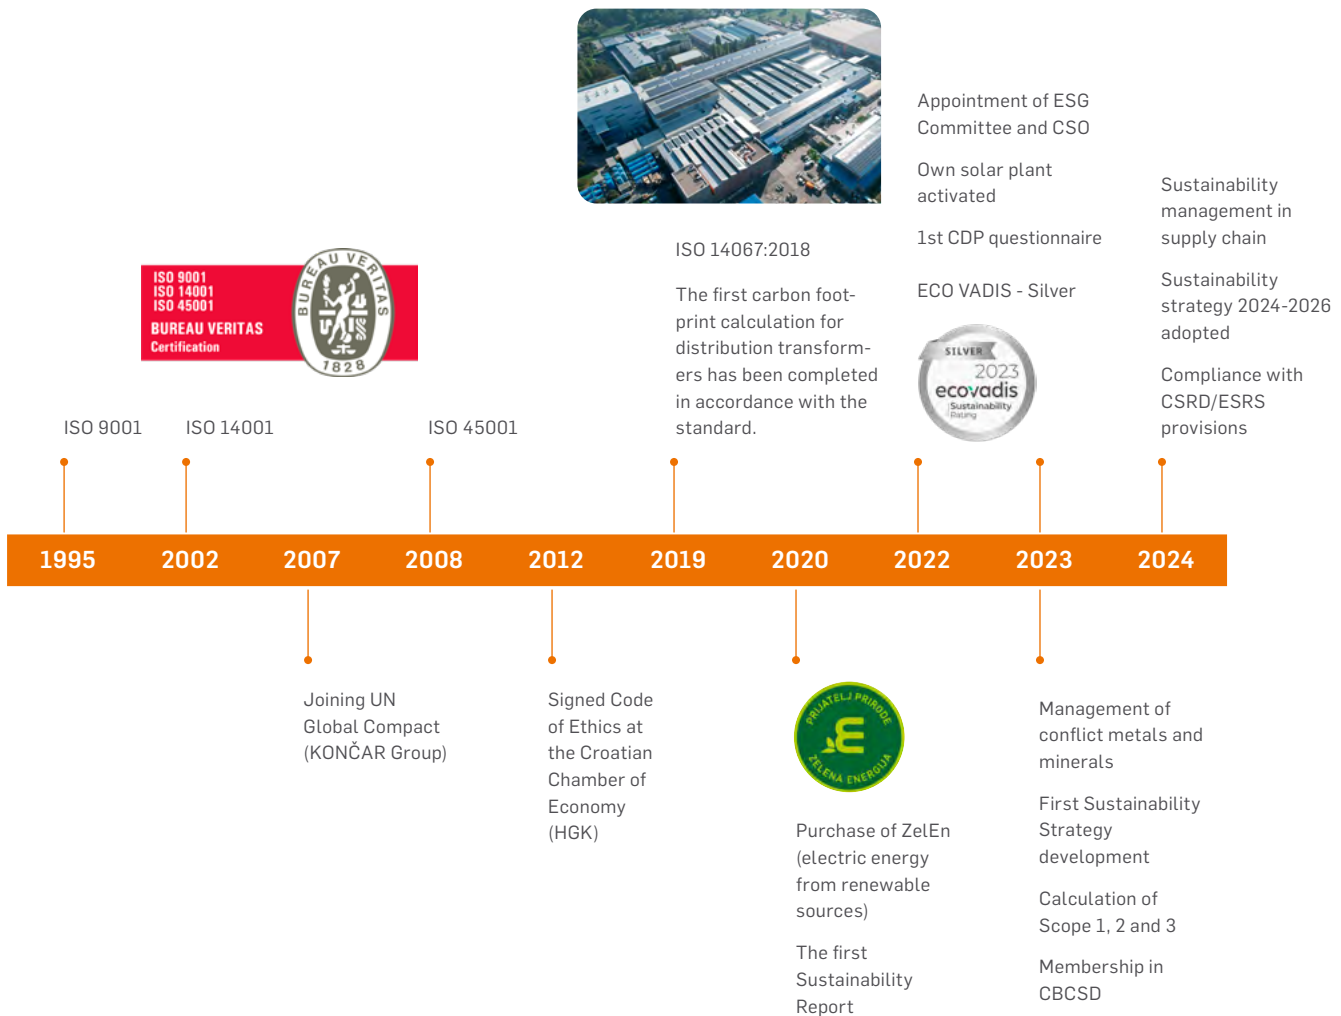 Appointment of ESG
Committee and CSO
Own solar plant
activated
1st CDP questionnaire
ECO VADIS - Silver
SILVER
2023
ecovadis
Sustainability
Rating
Sustainability
management in
supply chain
Sustainability
strategy 2024-2026
adopted
Compliance with
CSRD/ESRS
provisions
ISO 14067:2018
The first carbon foot-
print calculation for
distribution transform-
ers has been completed
in accordance with the
standard.
ISO 9001
ISO 14001
ISO 45001
BUREAU VERITAS
Certification
BUREAU VERITAS
1828
ISO 9001
ISO 14001
ISO 45001
1995 2002 2007 2008 2012 2019 2020 2022 2023 2024
Joining UN
Global Compact
(KONČAR Group)
Signed Code
of Ethics at
the Croatian
Chamber of
Economy
(HGK)
PRIJATELJ PRIRODE
ZELENA ENERGIJA
Purchase of ZelEn
(electric energy
from renewable
sources)
The first
Sustainability
Report
Management of
conflict metals and
minerals
First Sustainability
Strategy
development
Calculation of
Scope 1, 2 and 3
Membership in
CBCSD